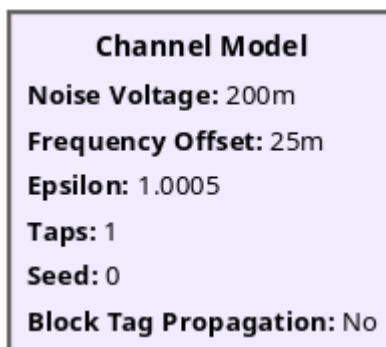 Channel Model
Noise Voltage: 200m
Frequency Offset: 25m
Epsilon: 1.0005
Taps: 1
Seed: 0
Block Tag Propagation: No